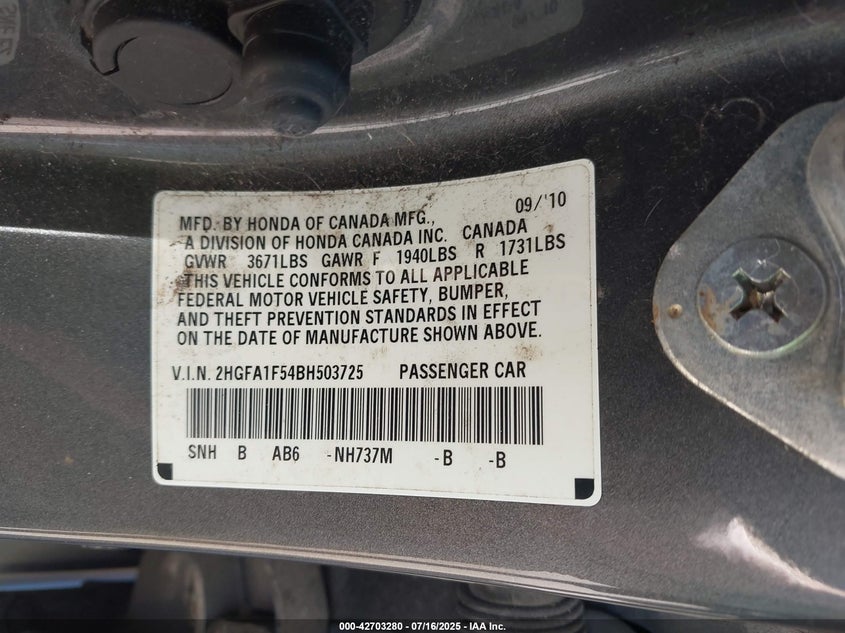 09/'10
MFD. BY HONDA OF CANADA MFG.,
A DIVISION OF HONDA CANADA INC. CANADA
GVWR 3671LBS GAWR F 1940LBS R 1731LBS
THIS VEHICLE CONFORMS TO ALL APPLICABLE
FEDERAL MOTOR VEHICLE SAFETY, BUMPER,
AND THEFT PREVENTION STANDARDS IN EFFECT
ON THE DATE OF MANUFACTURE SHOWN ABOVE.
V.I.N. 2HGFA1F54BH503725 PASSENGER CAR
SNH B AB6 -NH737M -B -B
000-42703280 - 07/16/2025 - IAA Inc.